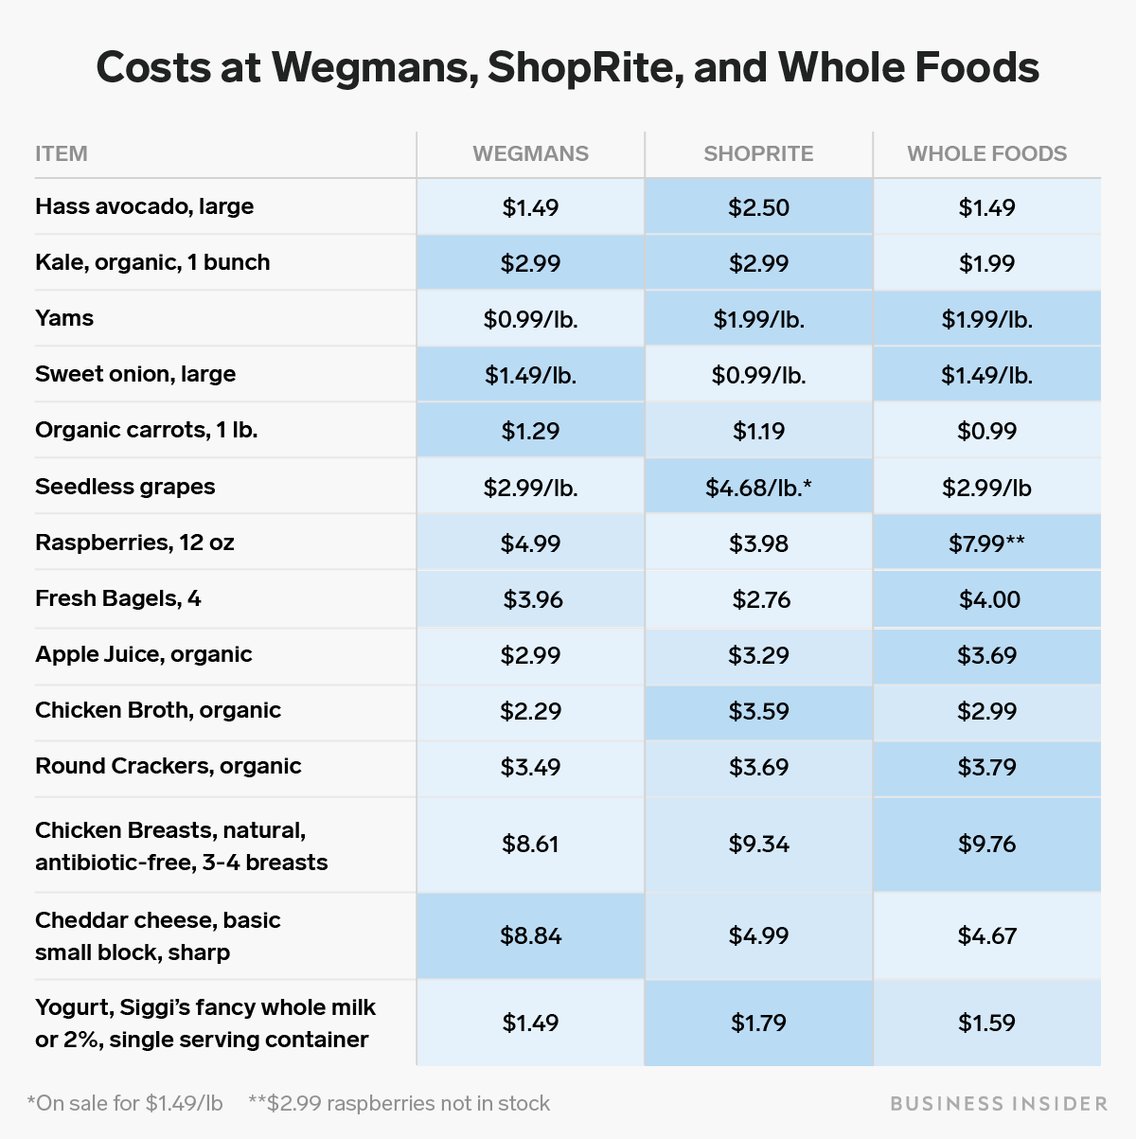 Costs at Wegmans, ShopRite, and Whole Foods
ITEM WEGMANS SHOPRITE WHOLE FOODS
Hass avocado, large $1.49 $2.50 $1.49
Kale, organic, 1 bunch $2.99 $2.99 $1.99
Yams $0.99/lb. $1.99/lb. $1.99/lb.
Sweet onion, large $1.49/lb. $0.99/lb. $1.49/lb.
Organic carrots, 1 lb. $1.29 $1.19 $0.99
Seedless grapes $2.99/lb. $4.68/lb.* $2.99/lb
Raspberries, 12 oz $4.99 $3.98 $7.99**
Fresh Bagels, 4 $3.96 $2.76 $4.00
Apple Juice, organic $2.99 $3.29 $3.69
Chicken Broth, organic $2.29 $3.59 $2.99
Round Crackers, organic $3.49 $3.69 $3.79
Chicken Breasts, natural,
antibiotic-free, 3-4 breasts $8.61 $9.34 $9.76
Cheddar cheese, basic
small block, sharp $8.84 $4.99 $4.67
Yogurt, Siggi's fancy whole milk
or 2%, single serving container $1.49 $1.79 $1.59
*On sale for $1.49/lb **$2.99 raspberries not in stock BUSINESS INSIDER